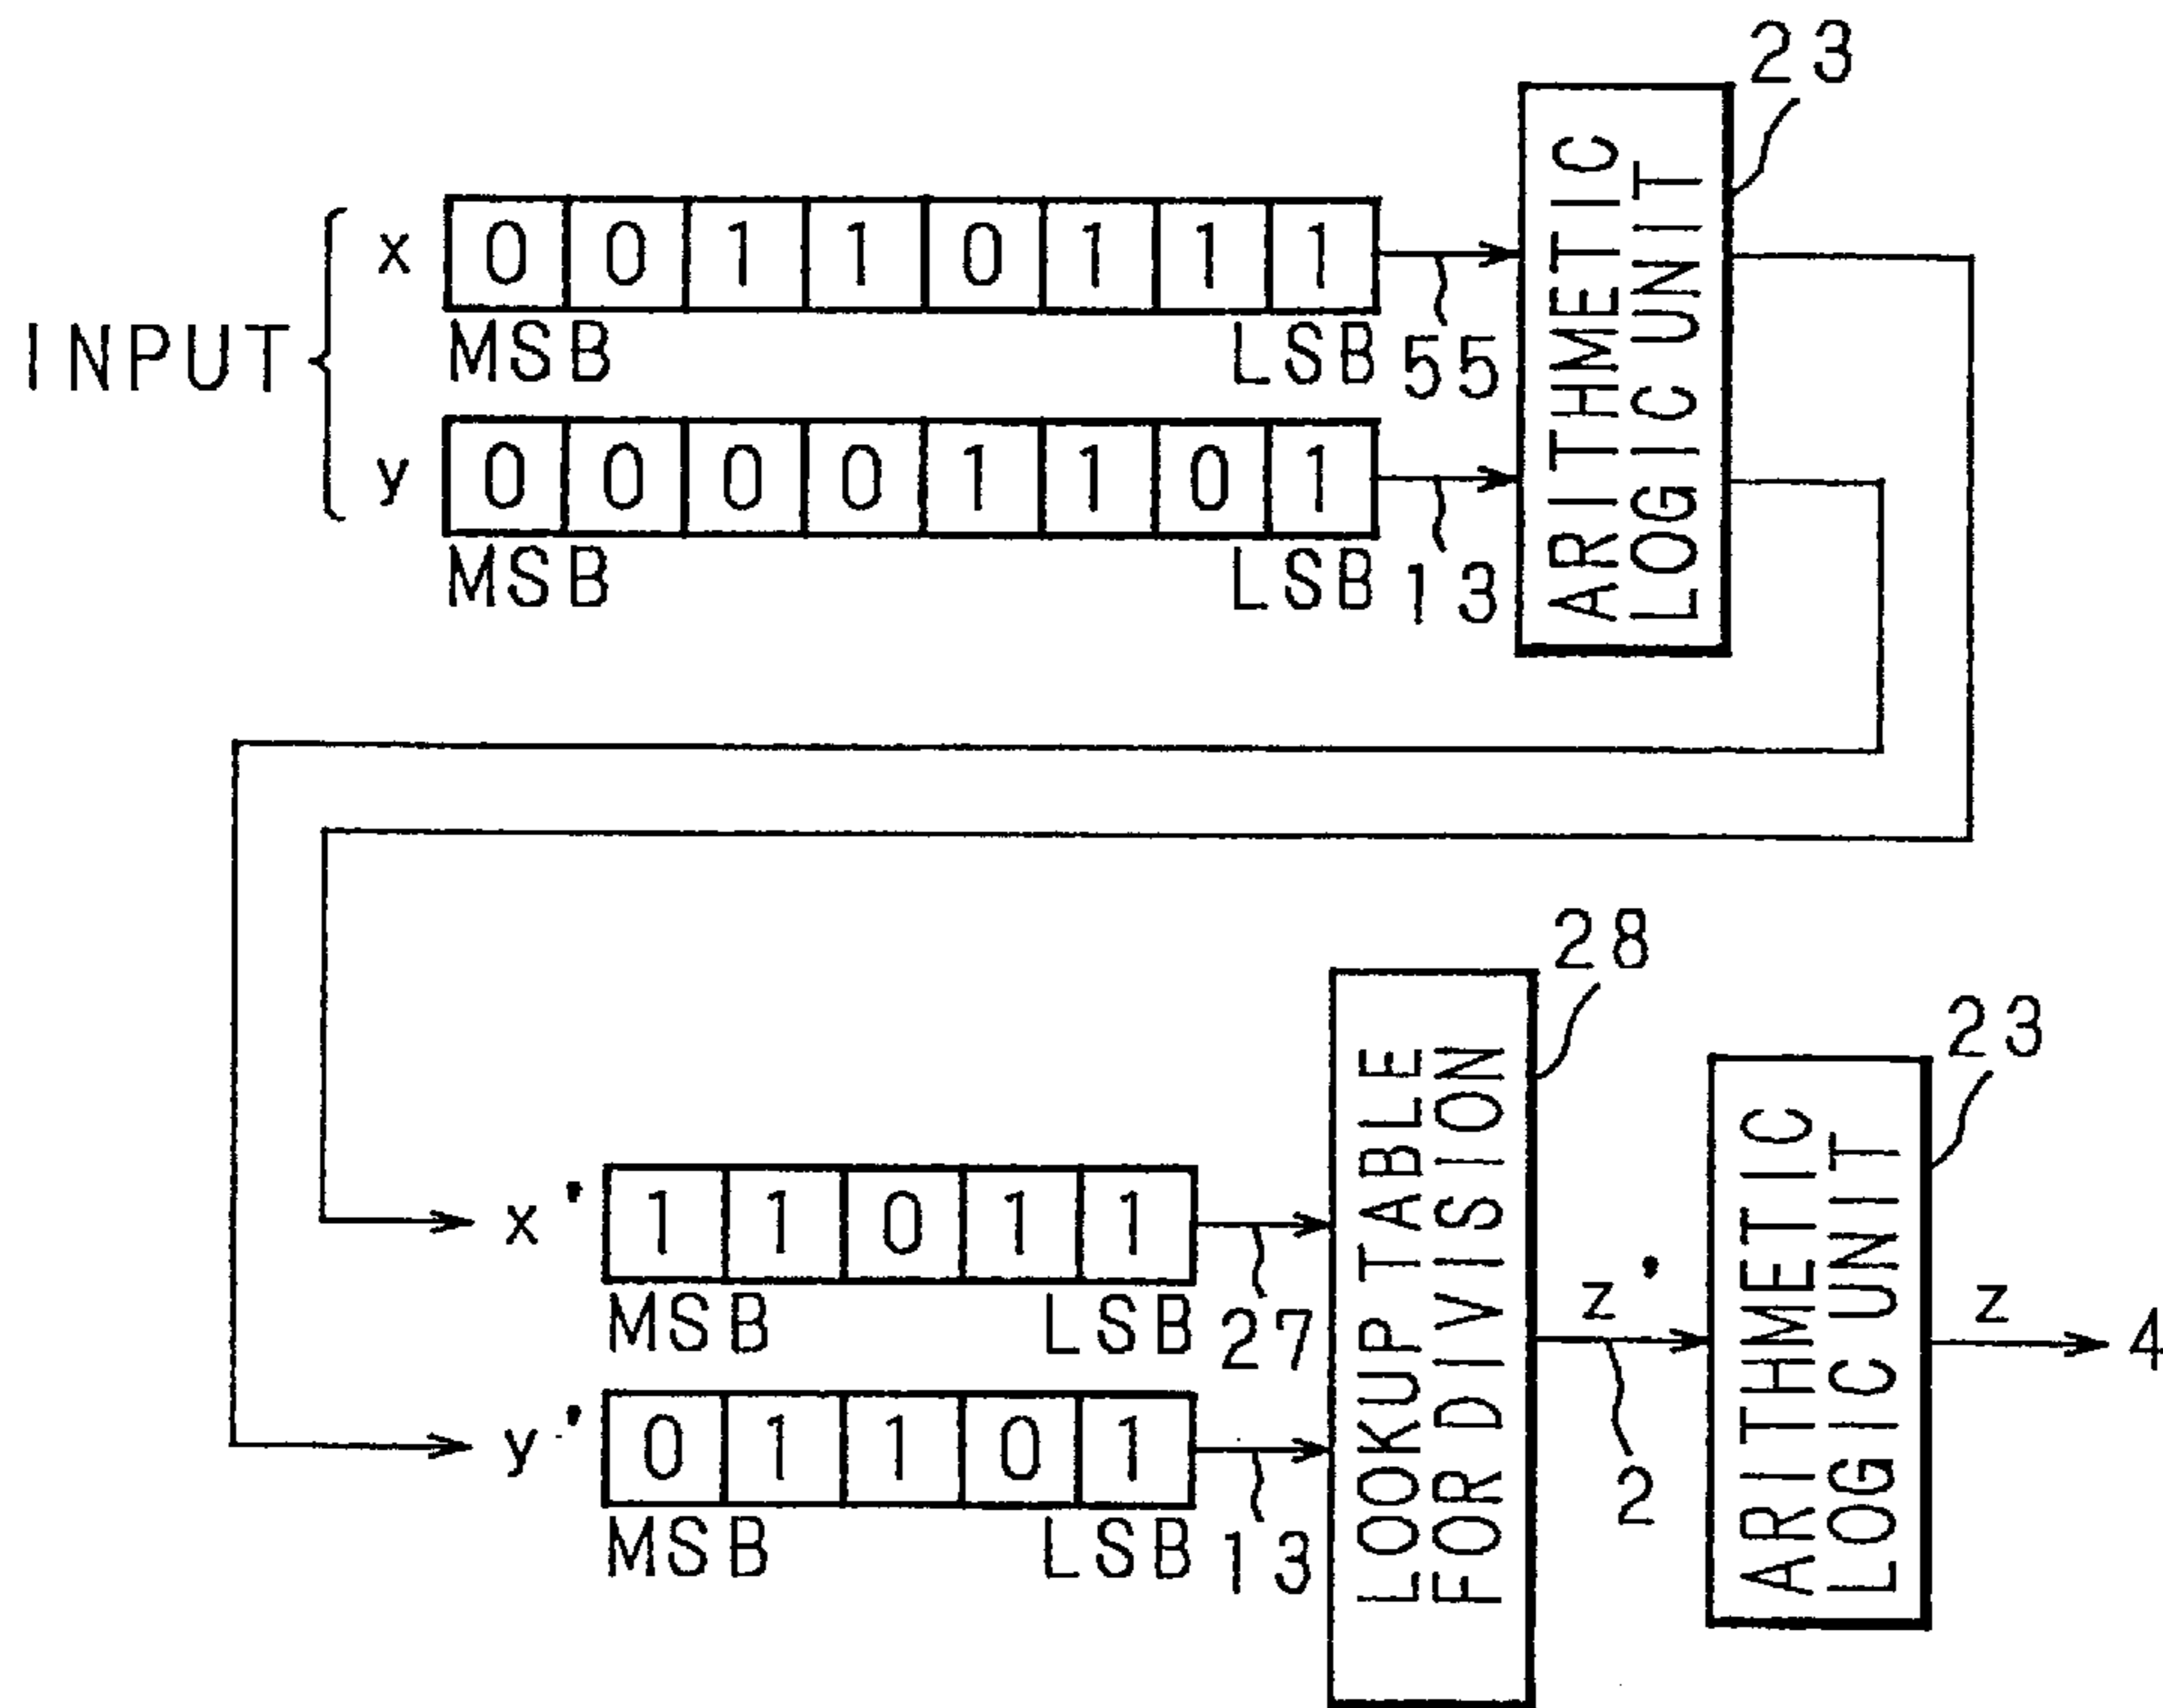 23
INPUT
x 0 0 1 1 0 1 1 1
MSB LSB 55
y 0 0 0 0 1 1 0 1
MSB LSB 13
ARITHMETIC
LOGIC UNIT
28
23
x' 1 1 0 1 1
MSB LSB 27
y' 0 1 1 0 1
MSB LSB 13
LOOKUP TABLE
FOR DIVISION
z'
2
ARITHMETIC
LOGIC UNIT
z 4